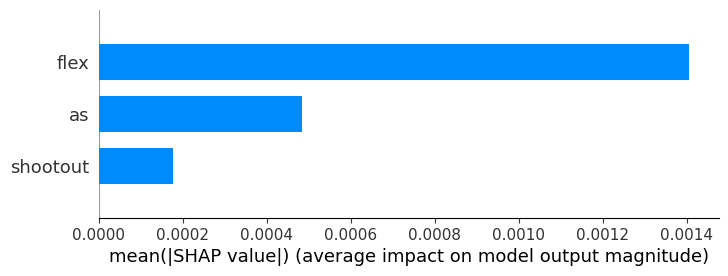 flex
as
shootout
0.0000 0.0002 0.0004 0.0006 0.0008 0.0010 0.0012 0.0014
mean(|SHAP value|) (average impact on model output magnitude)